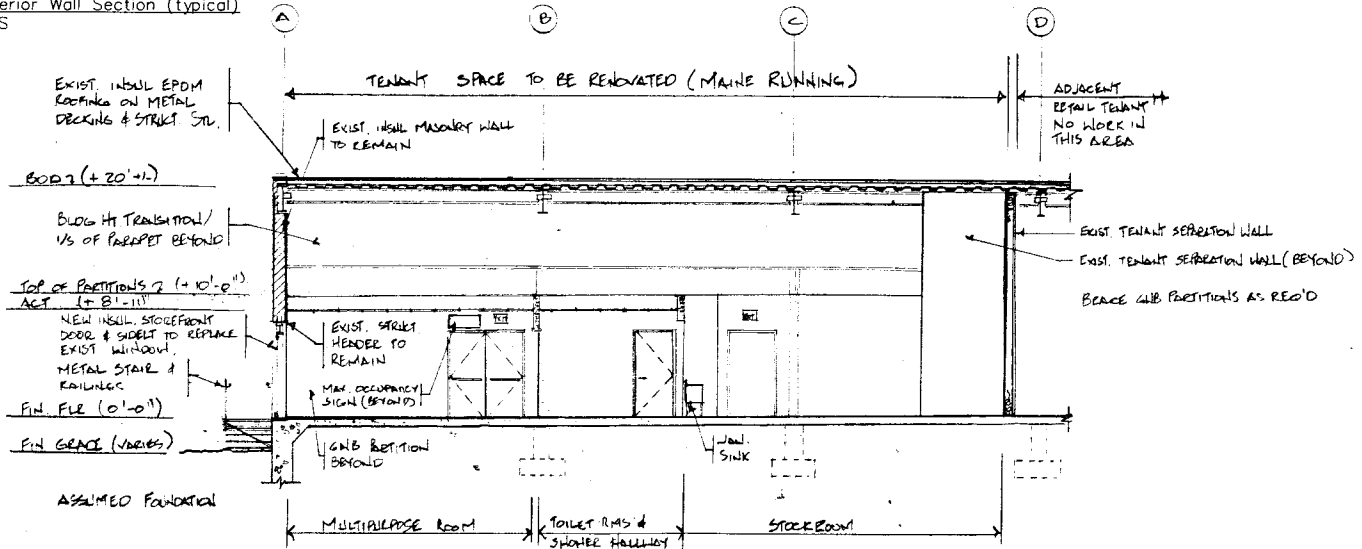 erior Wall Section (typical)
S
A
B
C
D
TENANT SPACE TO BE RENOVATED (MAINE RUNNING)
ADJACENT
RETAIL TENANT
NO WORK IN
THIS AREA
EXIST. INSUL EPDM
ROOFING ON METAL
DECKING & STRUCT. STL.
EXIST. INSUL MASONRY WALL
TO REMAIN
(+ 20' +/-)
BLDG HT TRANSITION/
I/S OF PARAPET BEYOND
TOP OF PARTITIONS (+ 10'-0")
ACT (+ 8'-11)"
NEW INSUL. STOREFRONT
DOOR & SIDELT TO REPLACE
EXIST WINDOW.
METAL STAIR &
RAILINGS
FIN FLR (0'-0")
FIN GRADE (VARIES)
ASSUMED FOUNDATION
EXIST. STRUCT
HEADER TO
REMAIN
MAX. OCCUPANCY
SIGN (BEYOND)
GWB PARTITION
BEYOND
EXIT
JAN.
SINK
EXIST. TENANT SEPARATION WALL
EXIST. TENANT SEPARATION WALL (BEYOND)
BRACE GWB PARTITIONS AS REQ'D
MULTIPURPOSE ROOM
TOILET RMS &
SHOWER HALLWAY
STOCKROOM